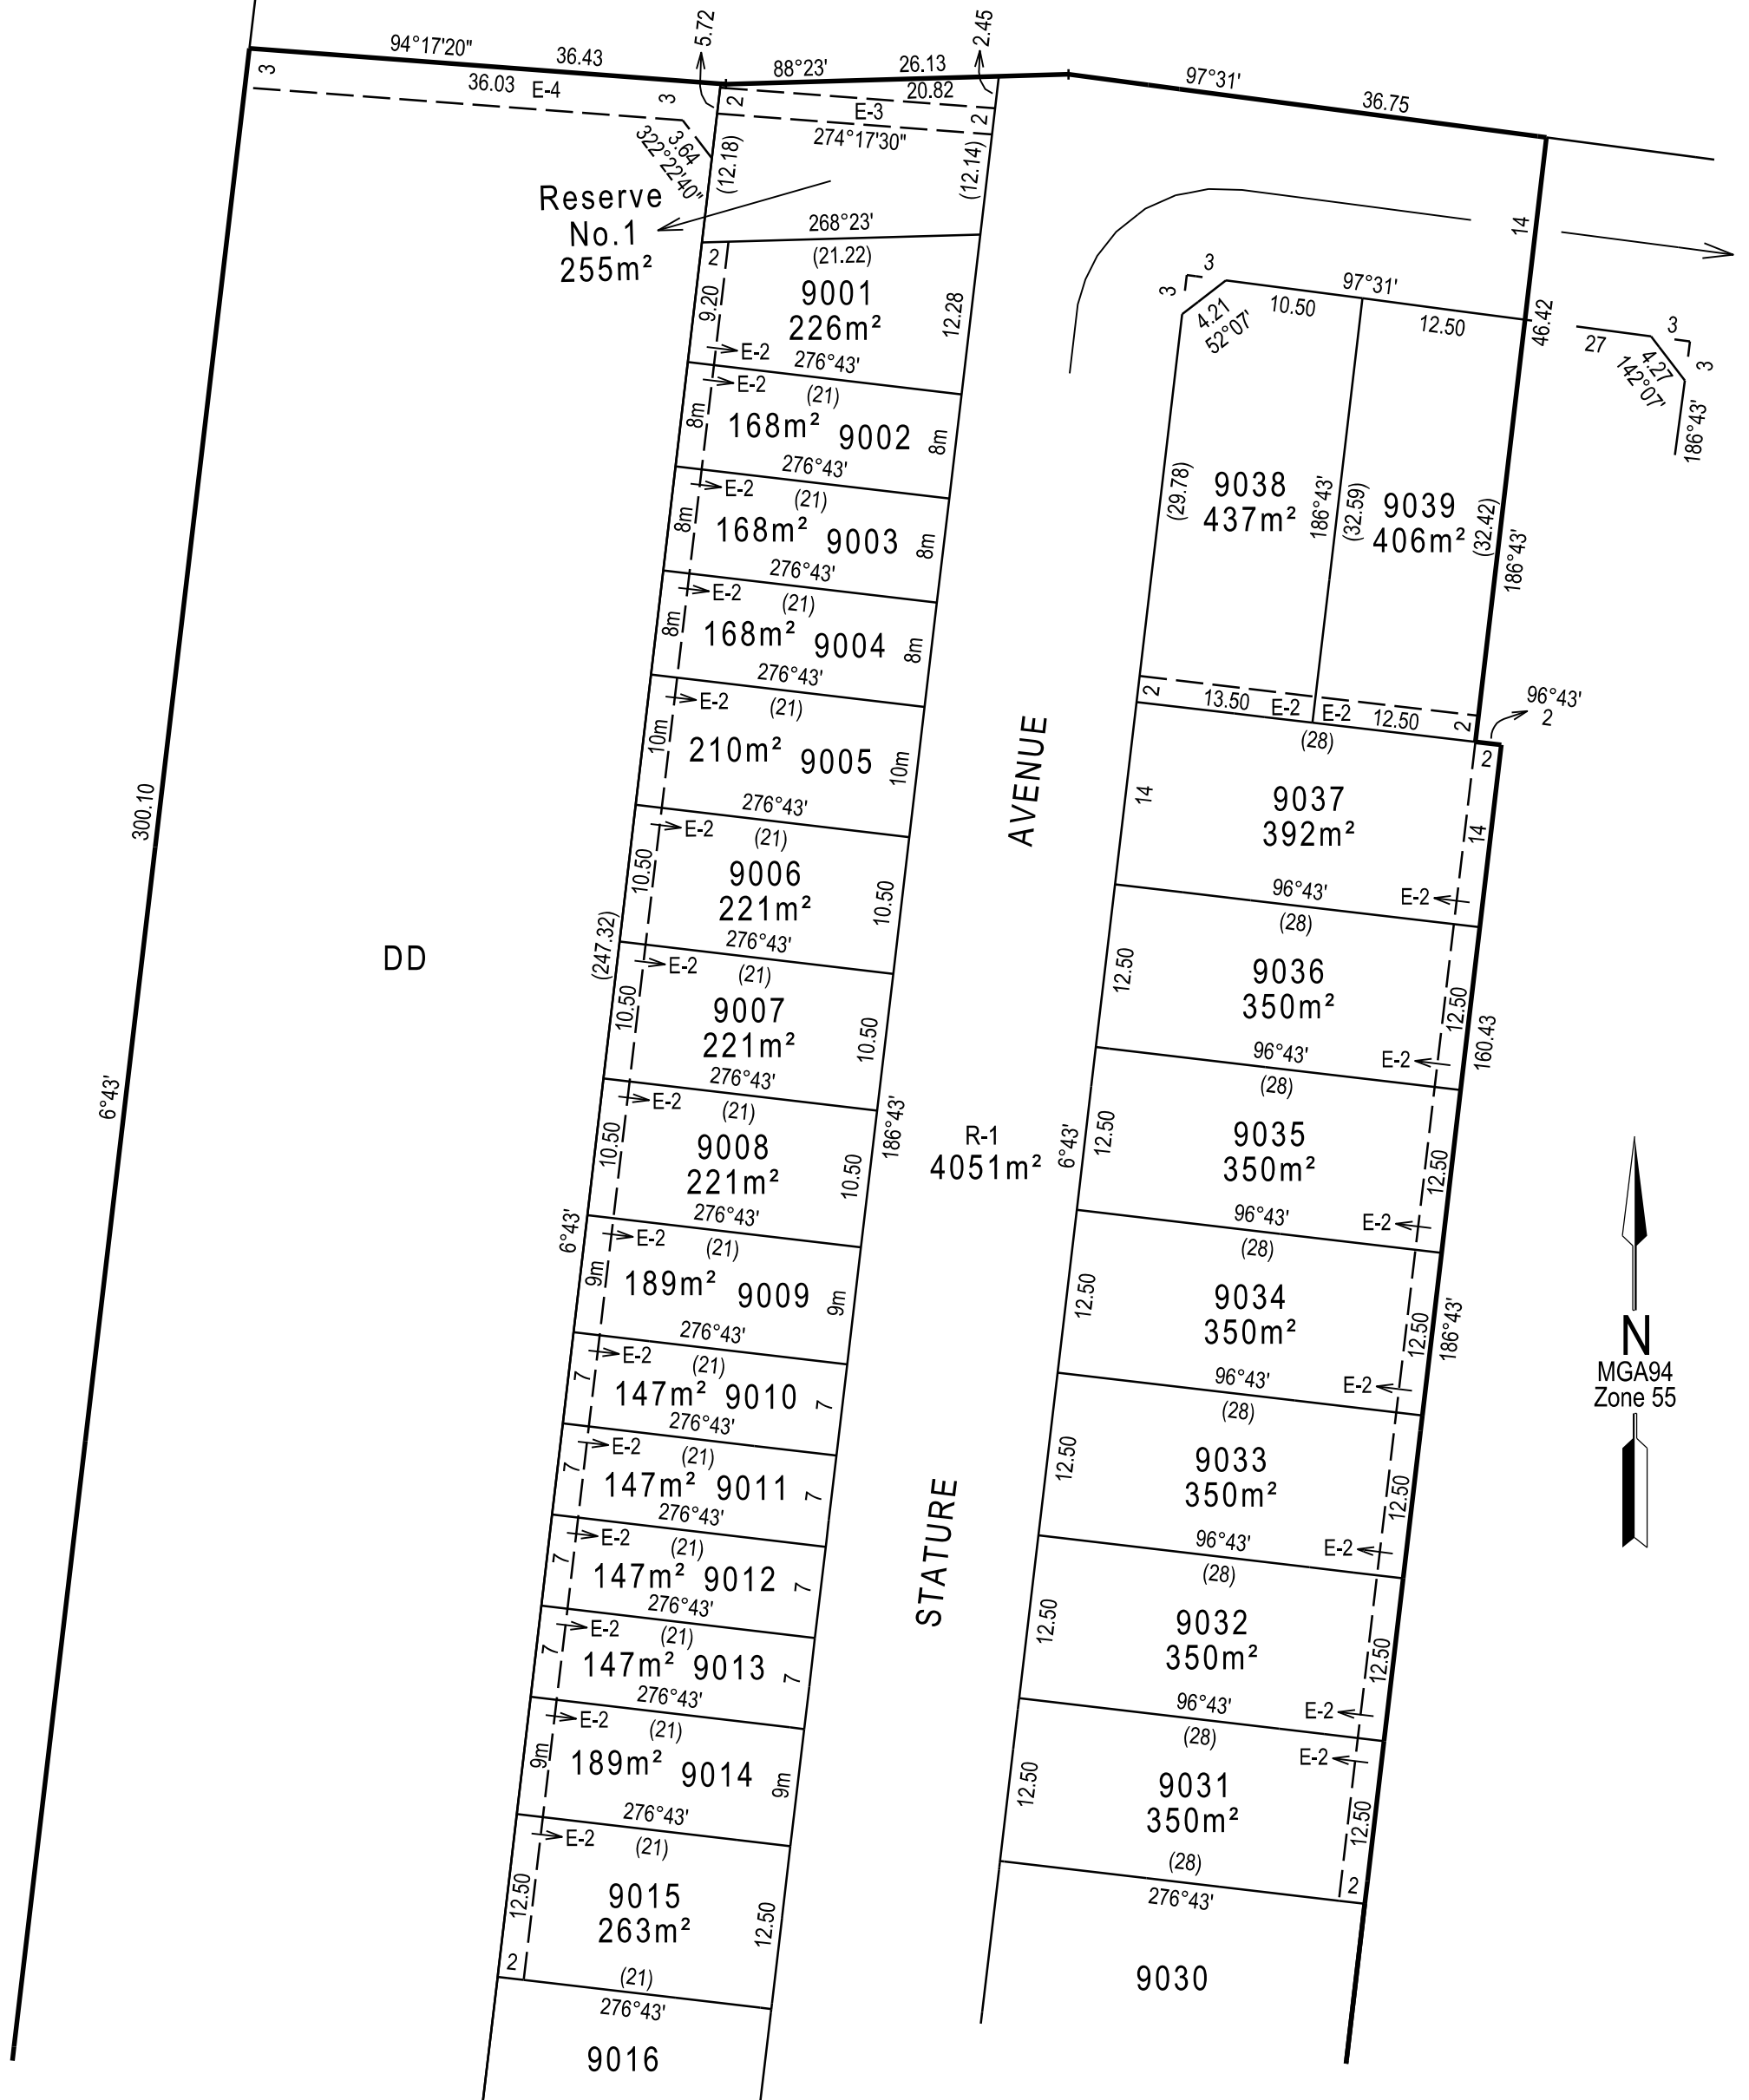 94°17'20"
36.43
5.72
88°23'
26.13
2.45
97°31'
36.75
3
36.03
E-4
3
2
20.82
E-3
2
274°17'30"
3.64
322°22'40"
(12.18)
(12.14)
Reserve
No.1
255m²
268°23'
(21.22)
14
2
9001
226m²
9.20
12.28
E-2
276°43'
3
3
4.21
52°07'
97°31'
10.50
12.50
46.42
27
3
3
4.27
142°07'
186°43'
E-2
(21)
8m
168m²
9002
8m
276°43'
E-2
(21)
8m
168m²
9003
8m
276°43'
(29.78)
9038
437m²
186°43'
(32.59)
9039
406m²
(32.42)
186°43'
E-2
(21)
8m
168m²
9004
8m
276°43'
E-2
(21)
10m
210m²
9005
10m
276°43'
2
13.50
E-2
E-2
12.50
2
96°43'
2
(28)
2
14
9037
392m²
14
96°43'
E-2
AVENUE
300.10
E-2
(21)
10.50
9006
221m²
10.50
276°43'
(247.32)
DD
E-2
(21)
10.50
9007
221m²
10.50
276°43'
(28)
12.50
9036
350m²
12.50
160.43
96°43'
E-2
6°43'
E-2
(21)
10.50
9008
221m²
10.50
186°43'
276°43'
R-1
4051m²
6°43'
(28)
12.50
9035
350m²
12.50
96°43'
E-2
6°43'
E-2
(21)
9m
189m²
9009
9m
276°43'
(28)
12.50
9034
350m²
12.50
186°43'
96°43'
E-2
N
MGA94
Zone 55
E-2
(21)
7
147m²
9010
7
276°43'
E-2
(21)
7
147m²
9011
7
276°43'
(28)
12.50
9033
350m²
12.50
96°43'
E-2
STATURE
E-2
(21)
7
147m²
9012
7
276°43'
E-2
(21)
7
147m²
9013
7
276°43'
(28)
12.50
9032
350m²
12.50
96°43'
E-2
E-2
(21)
9m
189m²
9014
9m
276°43'
(28)
E-2
12.50
9031
350m²
12.50
(28)
2
276°43'
E-2
(21)
12.50
9015
263m²
12.50
2
(21)
276°43'
9030
9016